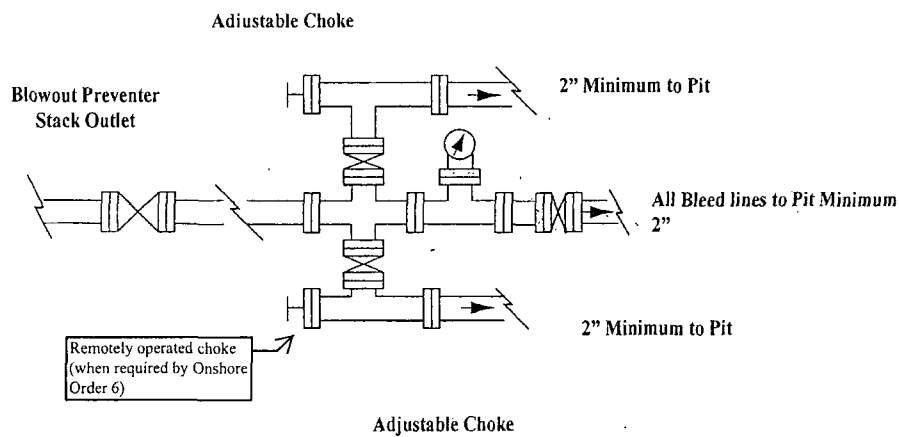 Adjustable Choke
2” Minimum to Pit
Blowout Preventer
Stack Outlet
All Bleed lines to Pit Minimum
2”
2” Minimum to Pit
Remotely operated choke
(when required by Onshore
Order 6)
Adjustable Choke